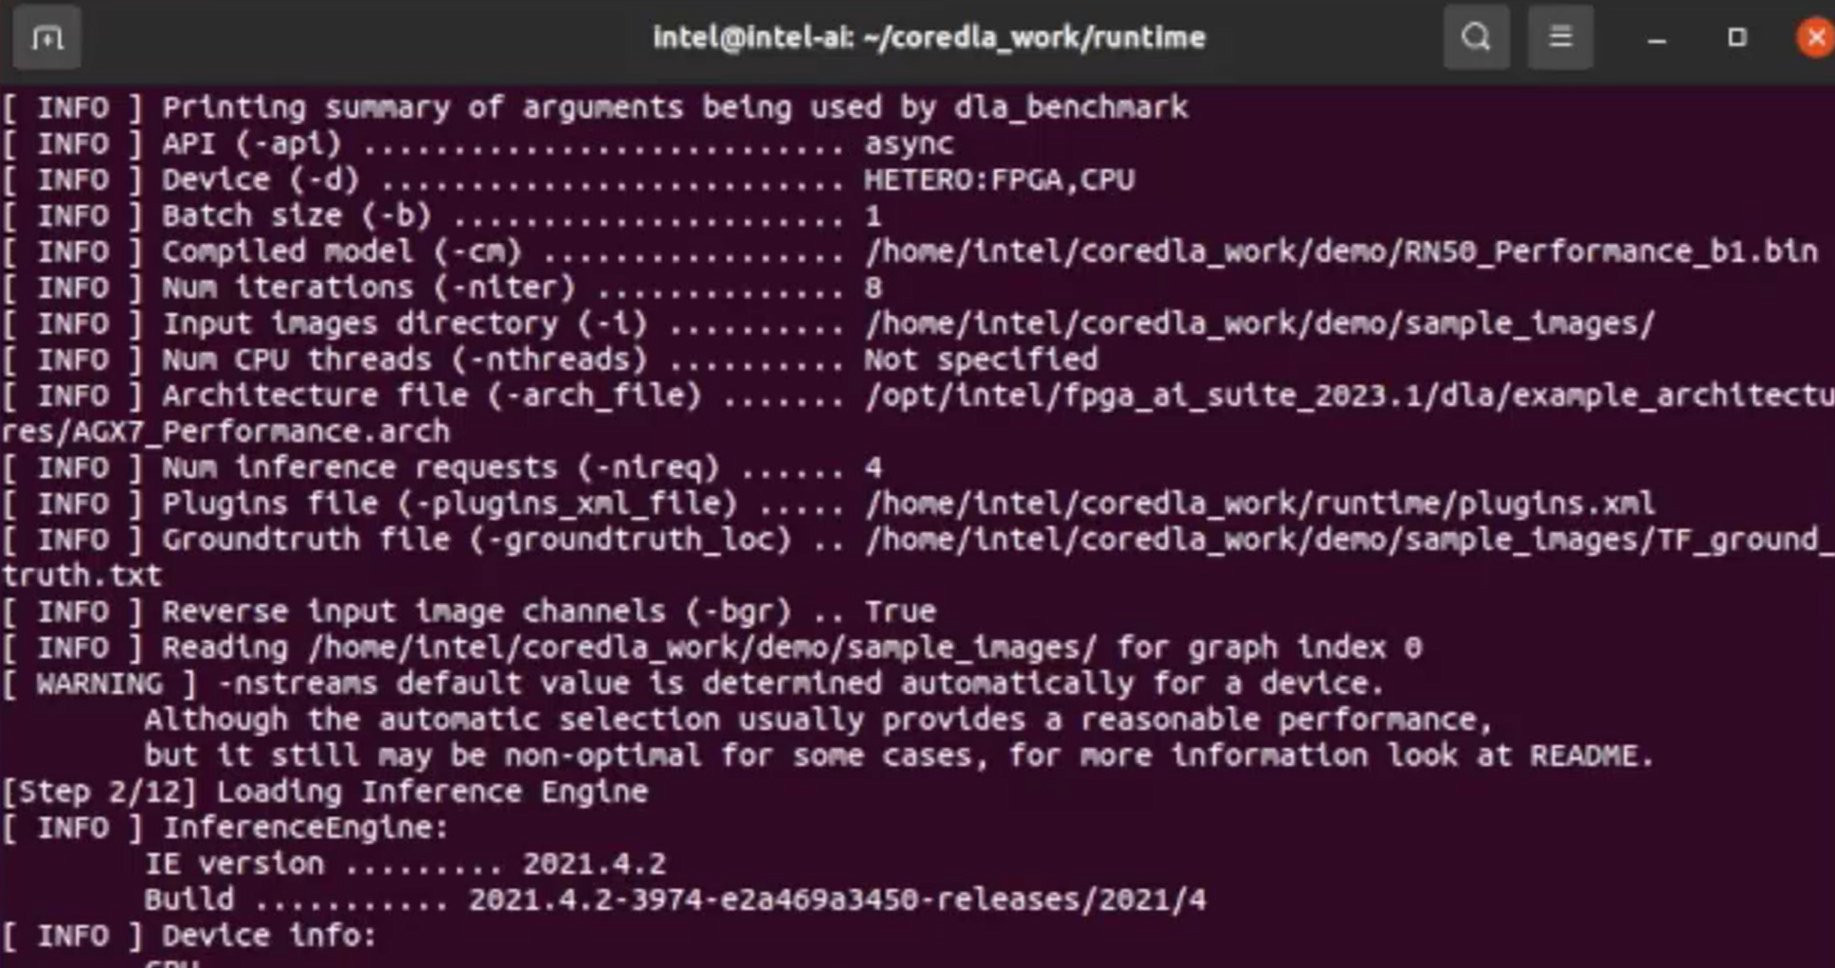 intel@intel-ai: ~/coredla_work/runtime
[ INFO ] Printing summary of arguments being used by dla_benchmark
[ INFO ] API (-api) ........................... async
[ INFO ] Device (-d) .......................... HETERO:FPGA,CPU
[ INFO ] Batch size (-b) ...................... 1
[ INFO ] Compiled model (-cm) ................. /home/intel/coredla_work/demo/RN50_Performance_b1.bin
[ INFO ] Num iterations (-niter) .............. 8
[ INFO ] Input images directory (-i) .......... /home/intel/coredla_work/demo/sample_images/
[ INFO ] Num CPU threads (-nthreads) .......... Not specified
[ INFO ] Architecture file (-arch_file) ....... /opt/intel/fpga_ai_suite_2023.1/dla/example_architectu
res/AGX7_Performance.arch
[ INFO ] Num inference requests (-nireq) ...... 4
[ INFO ] Plugins file (-plugins_xml_file) ..... /home/intel/coredla_work/runtime/plugins.xml
[ INFO ] Groundtruth file (-groundtruth_loc) .. /home/intel/coredla_work/demo/sample_images/TF_ground_
truth.txt
[ INFO ] Reverse input image channels (-bgr) .. True
[ INFO ] Reading /home/intel/coredla_work/demo/sample_images/ for graph index 0
[ WARNING ] -nstreams default value is determined automatically for a device.
Although the automatic selection usually provides a reasonable performance,
but it still may be non-optimal for some cases, for more information look at README.
[Step 2/12] Loading Inference Engine
[ INFO ] InferenceEngine:
IE version ......... 2021.4.2
Build ........... 2021.4.2-3974-e2a469a3450-releases/2021/4
[ INFO ] Device info: